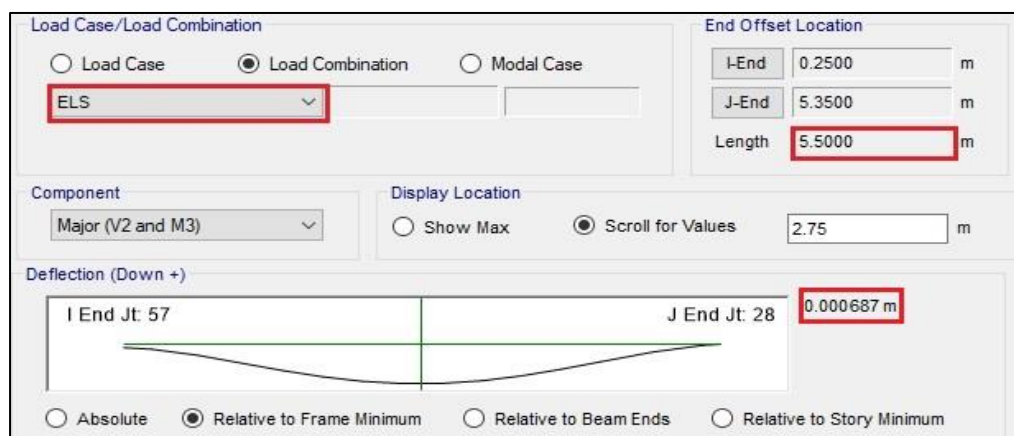 Load Case/Load Combination
Load Case Load Combination Modal Case
ELS
End Offset Location
I-End 0.2500 m
J-End 5.3500 m
Length 5.5000 m
Component
Major (V2 and M3)
Display Location
Show Max Scroll for Values 2.75 m
Deflection (Down +)
I End Jt: 57 J End Jt: 28
0.000687 m
Absolute Relative to Frame Minimum Relative to Beam Ends Relative to Story Minimum